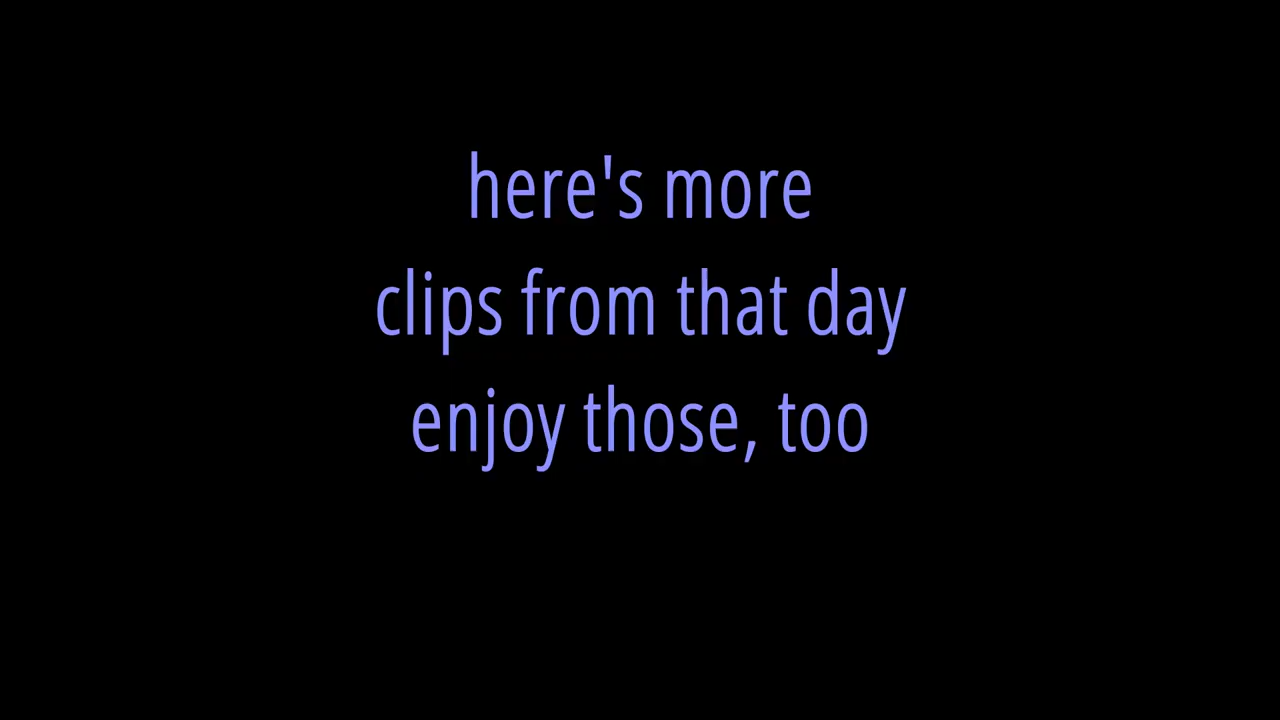 here's more
clips from that day
enjoy those, too